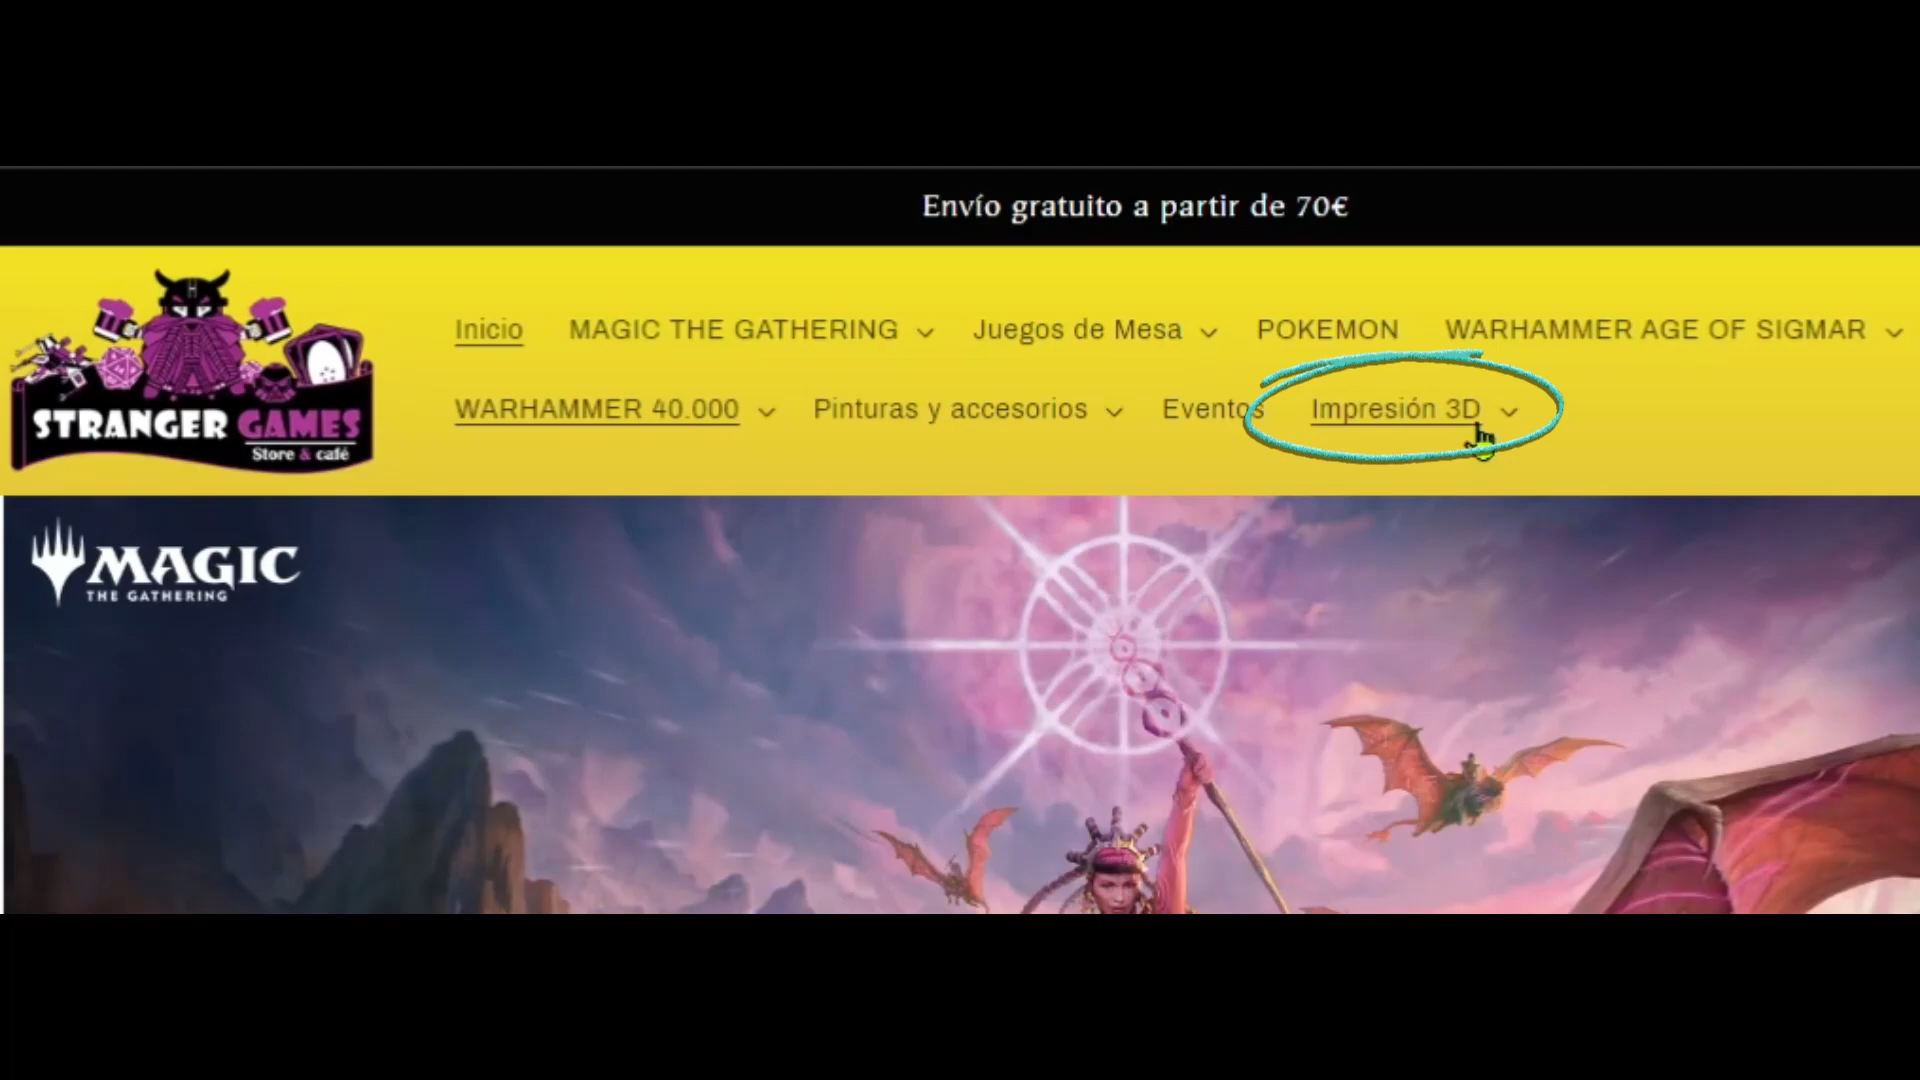 Envío gratuito a partir de 70€
STRANGER GAMES
Store & café
Inicio MAGIC THE GATHERING Juegos de Mesa POKEMON WARHAMMER AGE OF SIGMAR
WARHAMMER 40.000 Pinturas y accesorios Eventos Impresión 3D
MAGIC
THE GATHERING